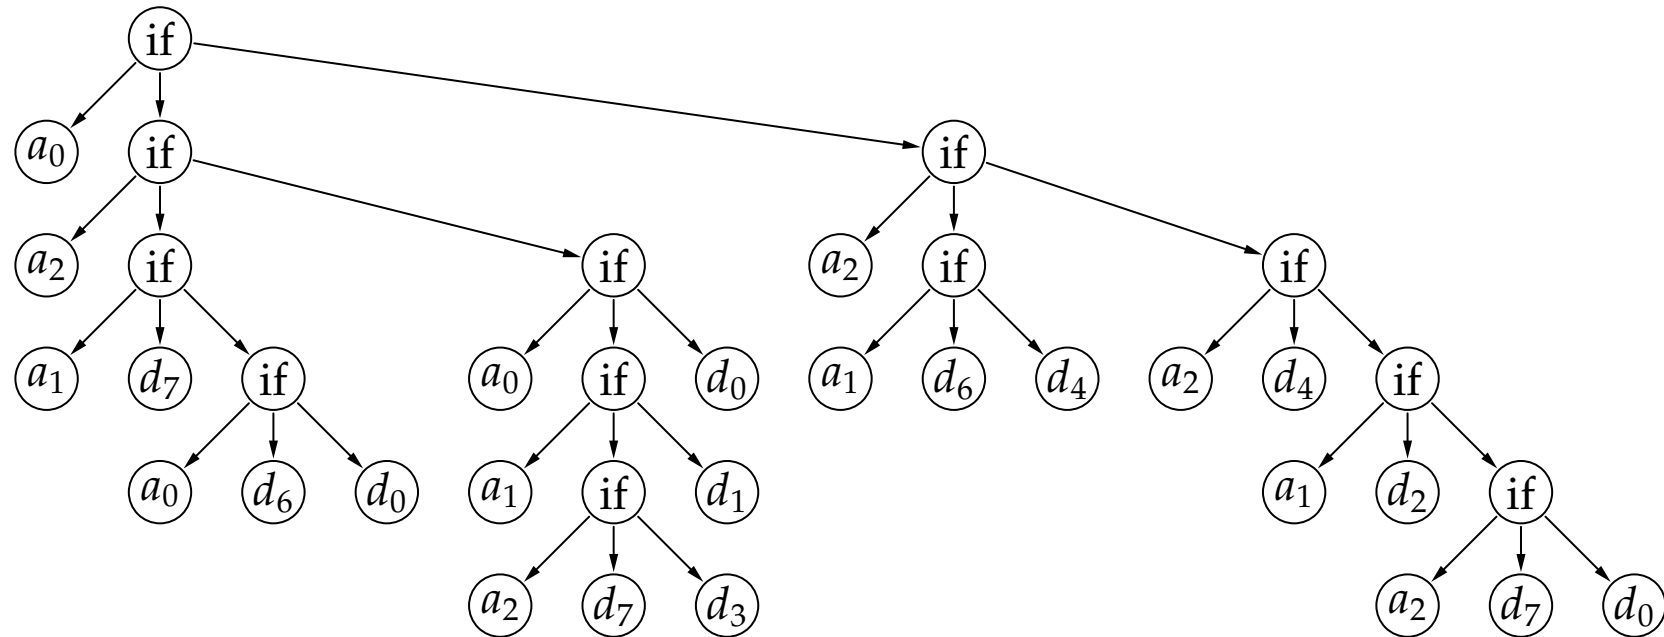 if
a0 if if
a2 if if a2 if if
a1 d7 if a0 if d0 a1 d6 d4 a2 d4 if
a0 d6 d0 a1 if d1 a1 d2 if
a2 d7 d3 a2 d7 d0